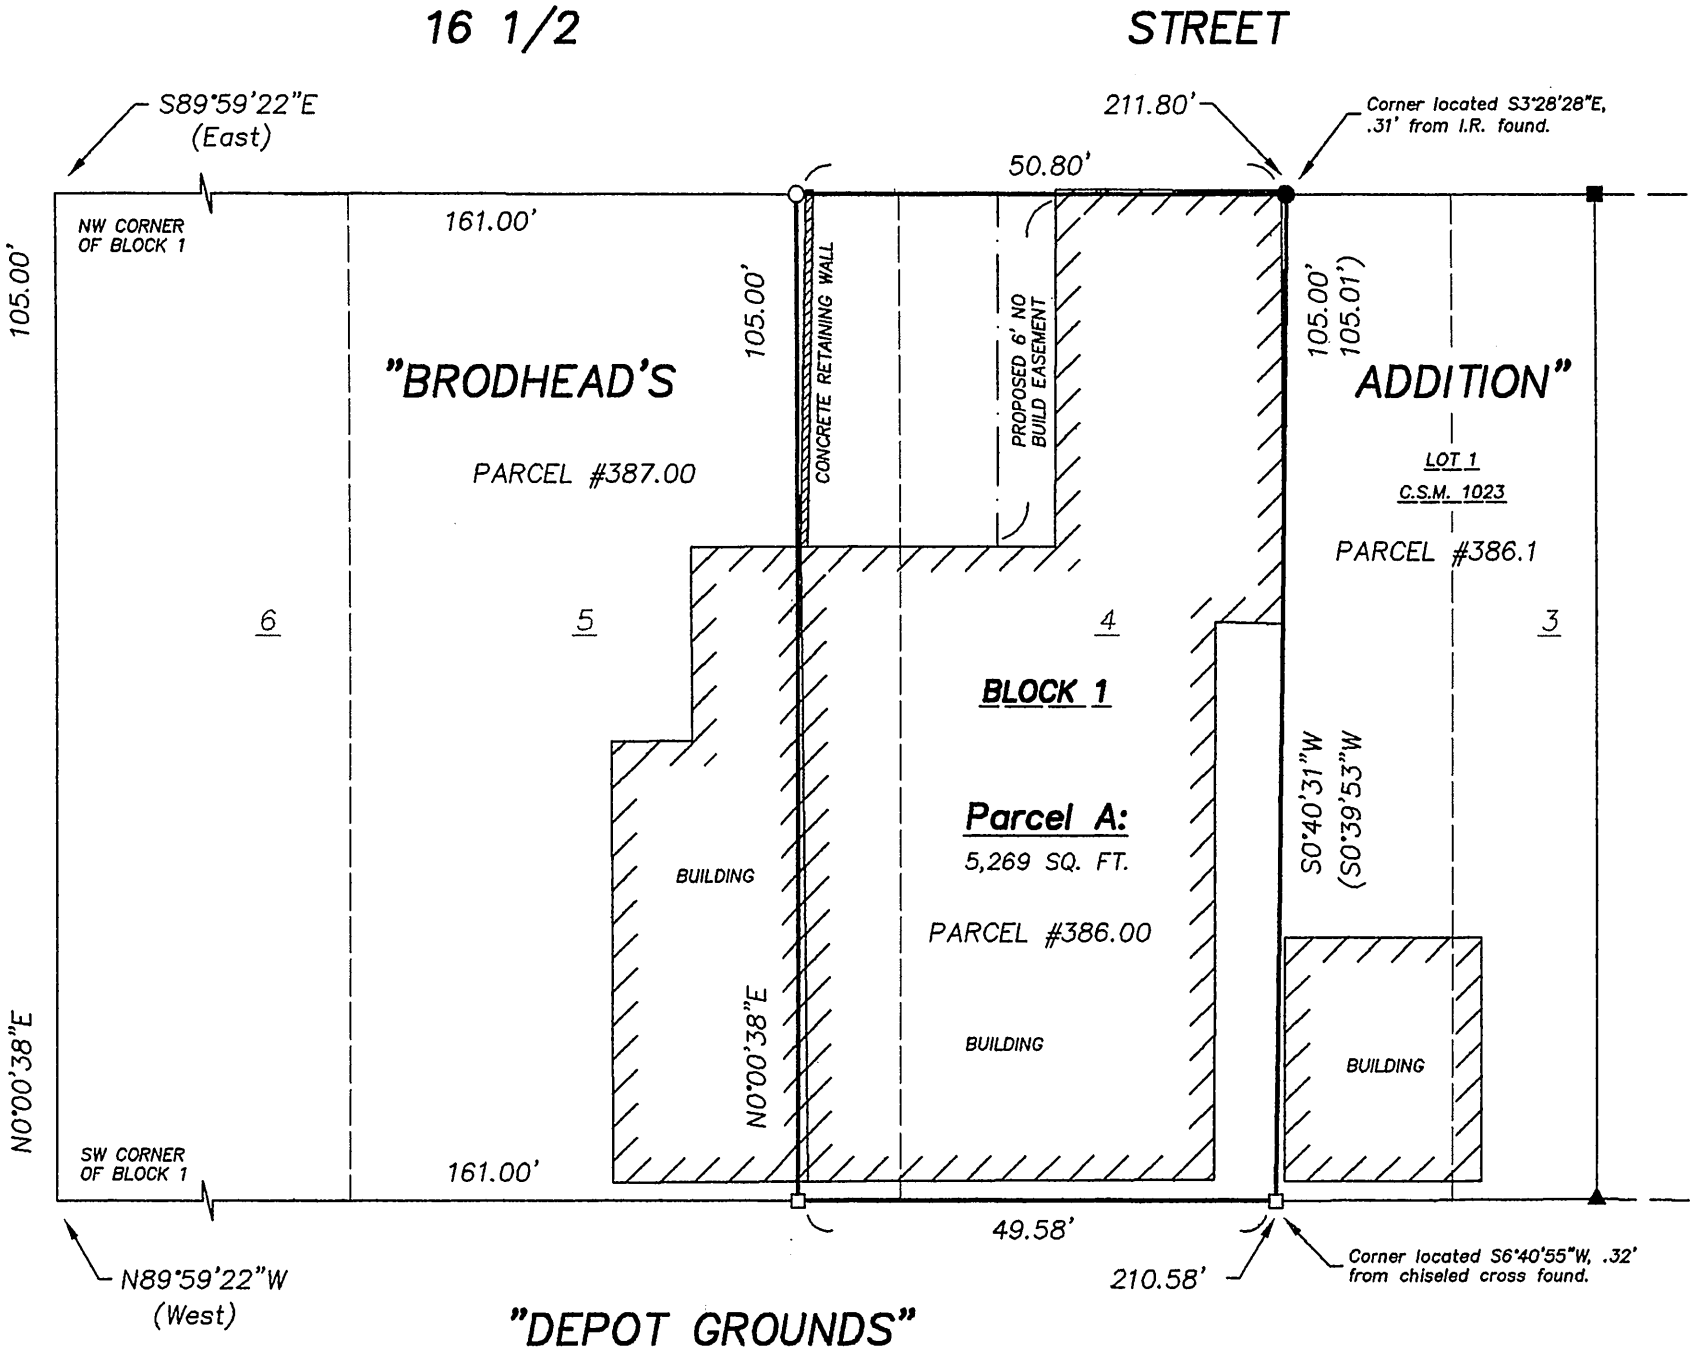 16 1/2 STREET
S89°59'22"E
(East)
211.80'
Corner located S3°28'28"E,
.31' from I.R. found.
50.80'
NW CORNER
OF BLOCK 1
161.00'
105.00'
105.00'
CONCRETE RETAINING WALL
PROPOSED 6' NO
BUILD EASEMENT
105.00'
105.01')
"BRODHEAD'S
ADDITION"
PARCEL #387.00
LOT 1
C.S.M. 1023
PARCEL #386.1
6
5
4
3
BLOCK 1
S0°40'31"W
(S0°39'53"W
Parcel A:
5,269 SQ. FT.
BUILDING
PARCEL #386.00
N0°00'38"E
N0°00'38"E
BUILDING
BUILDING
SW CORNER
OF BLOCK 1
161.00'
49.58'
N89°59'22"W
(West)
210.58'
Corner located S6°40'55"W, .32'
from chiseled cross found.
"DEPOT GROUNDS"